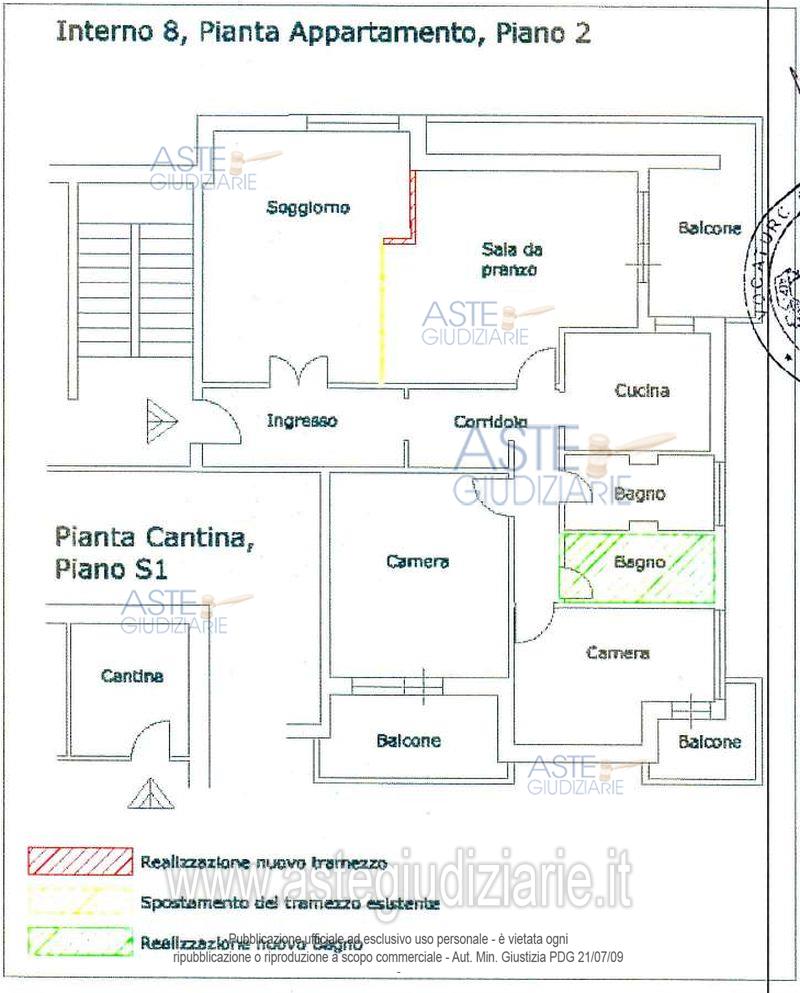 Interno 8, Pianta Appartamento, Piano 2
ASTE
GIUDIZIARIE
Soggiorno
Sala da
pranzo
Balcone
ASTE
GIUDIZIARIE
Cucina
Ingresso
Corridoio
ASTE
GIUDIZIARIE
Bagno
Pianta Cantina,
Piano S1
Camera
Bagno
ASTE
GIUDIZIARIE
Camera
Cantina
Balcone
Balcone
ASTE
GIUDIZIARIE
Realizzazione nuovo tramezzo
www.astegiudiziarie.it
Spostamento del tramezzo esistente
Realizzazione nuovo bagno
Pubblicazione ufficiale ad esclusivo uso personale - è vietata ogni
ripubblicazione o riproduzione a scopo commerciale - Aut. Min. Giustizia PDG 21/07/09